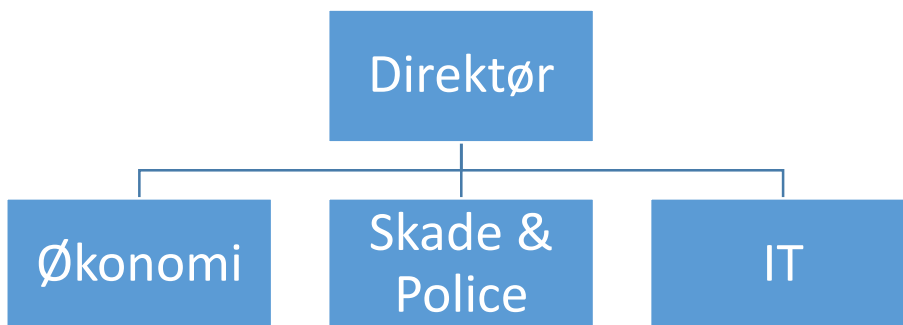 Direktør
Økonomi
Skade &
Police
IT